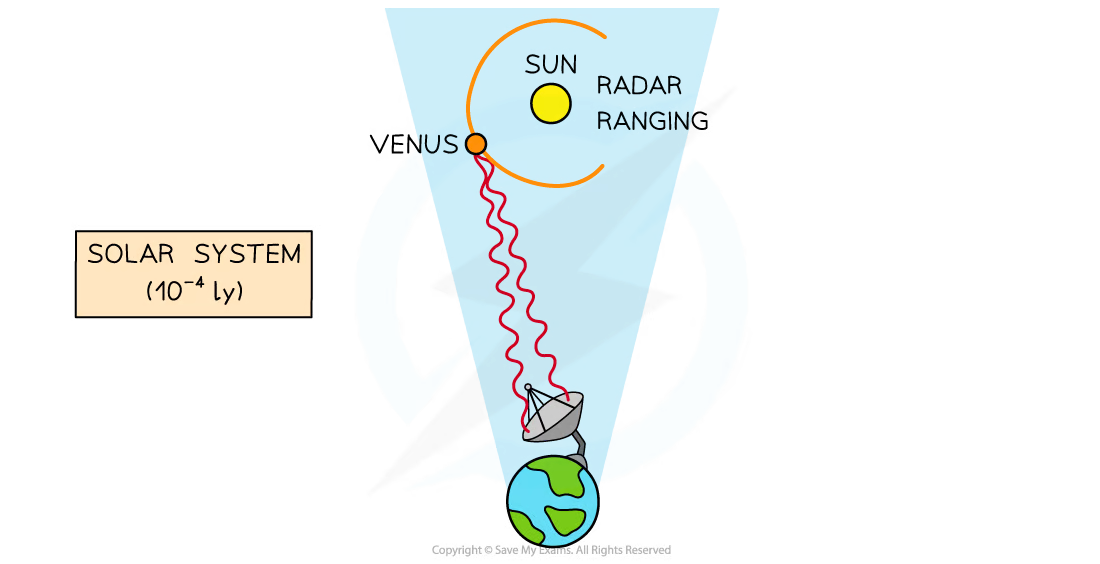 SUN
RADAR
RANGING
VENUS
SOLAR SYSTEM
(10⁻⁴ ly)
Copyright © Save My Exams. All Rights Reserved